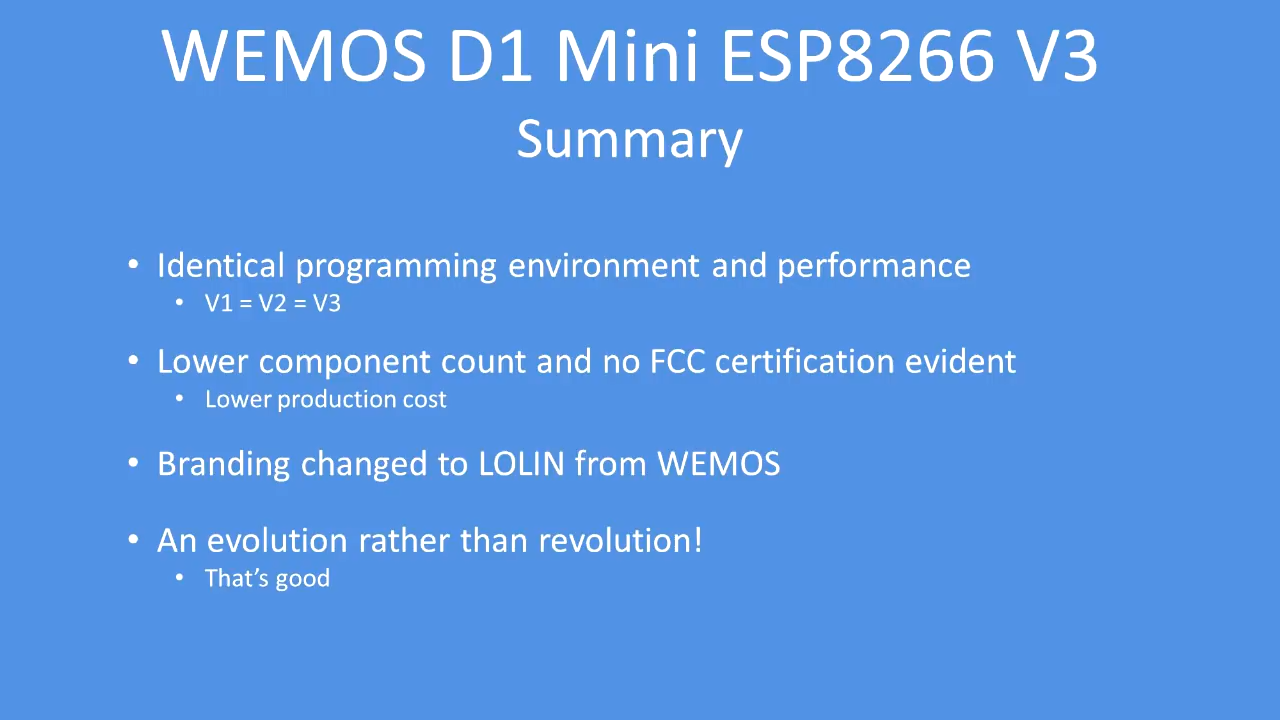 WEMOS D1 Mini ESP8266 V3
Summary
• Identical programming environment and performance
• V1 = V2 = V3
• Lower component count and no FCC certification evident
• Lower production cost
• Branding changed to LOLIN from WEMOS
• An evolution rather than revolution!
• That’s good